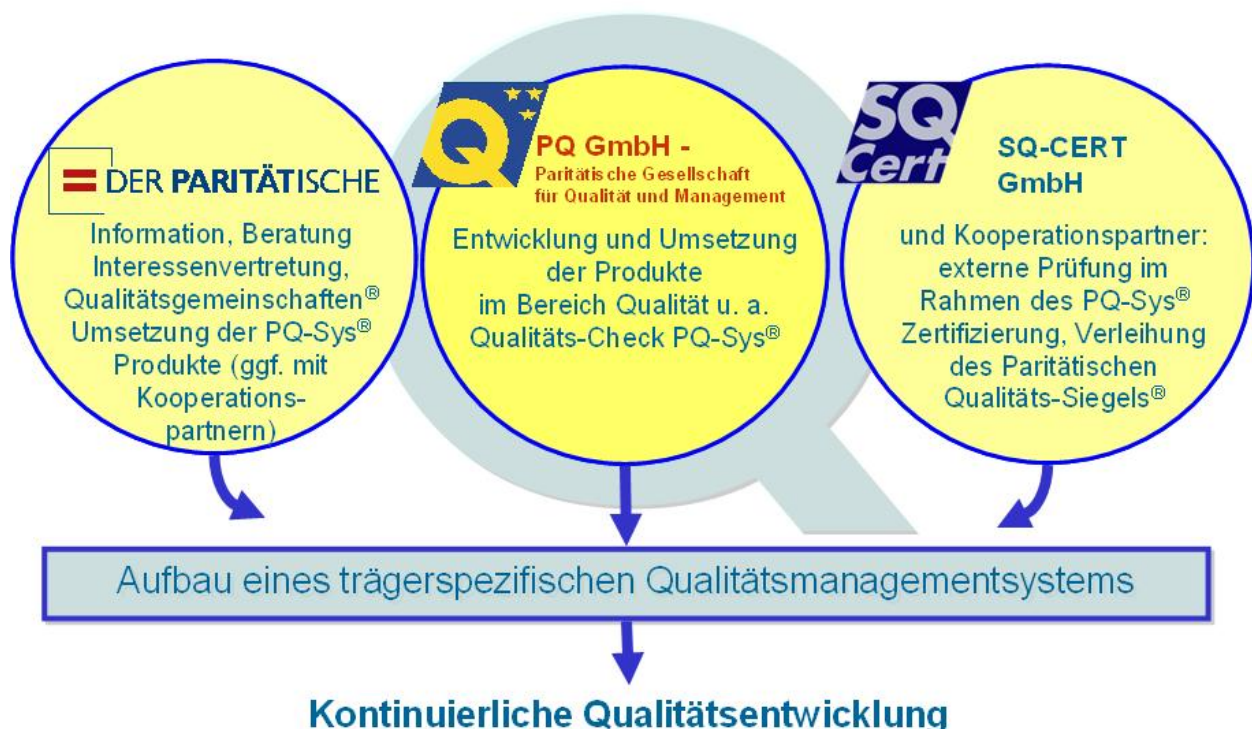 DER PARITÄTISCHE
Information, Beratung
Interessenvertretung,
Qualitätsgemeinschaften®
Umsetzung der PQ-Sys®
Produkte (ggf. mit
Kooperations-
partnern)
Q
PQ GmbH -
Paritätische Gesellschaft
für Qualität und Management
Entwicklung und Umsetzung
der Produkte
im Bereich Qualität u. a.
Qualitäts-Check PQ-Sys®
SQ
Cert
SQ-CERT
GmbH
und Kooperationspartner:
externe Prüfung im
Rahmen des PQ-Sys®
Zertifizierung, Verleihung
des Paritätischen
Qualitäts-Siegels®
Aufbau eines trägerspezifischen Qualitätsmanagementsystems
Kontinuierliche Qualitätsentwicklung